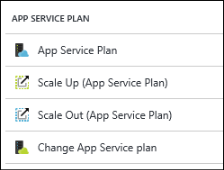 APP SERVICE PLAN
App Service Plan
Scale Up (App Service Plan)
Scale Out (App Service Plan)
Change App Service plan